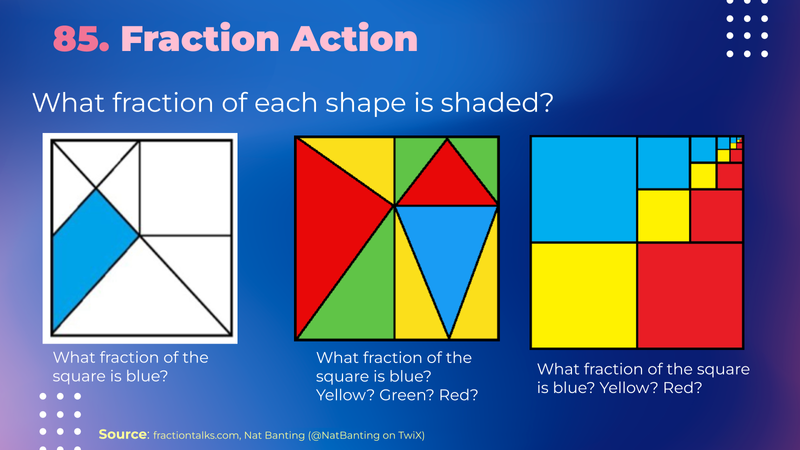 85. Fraction Action
What fraction of each shape is shaded?
What fraction of the
square is blue?
What fraction of the
square is blue?
Yellow? Green? Red?
What fraction of the square
is blue? Yellow? Red?
Source: fractiontalks.com, Nat Banting (@NatBanting on TwiX)